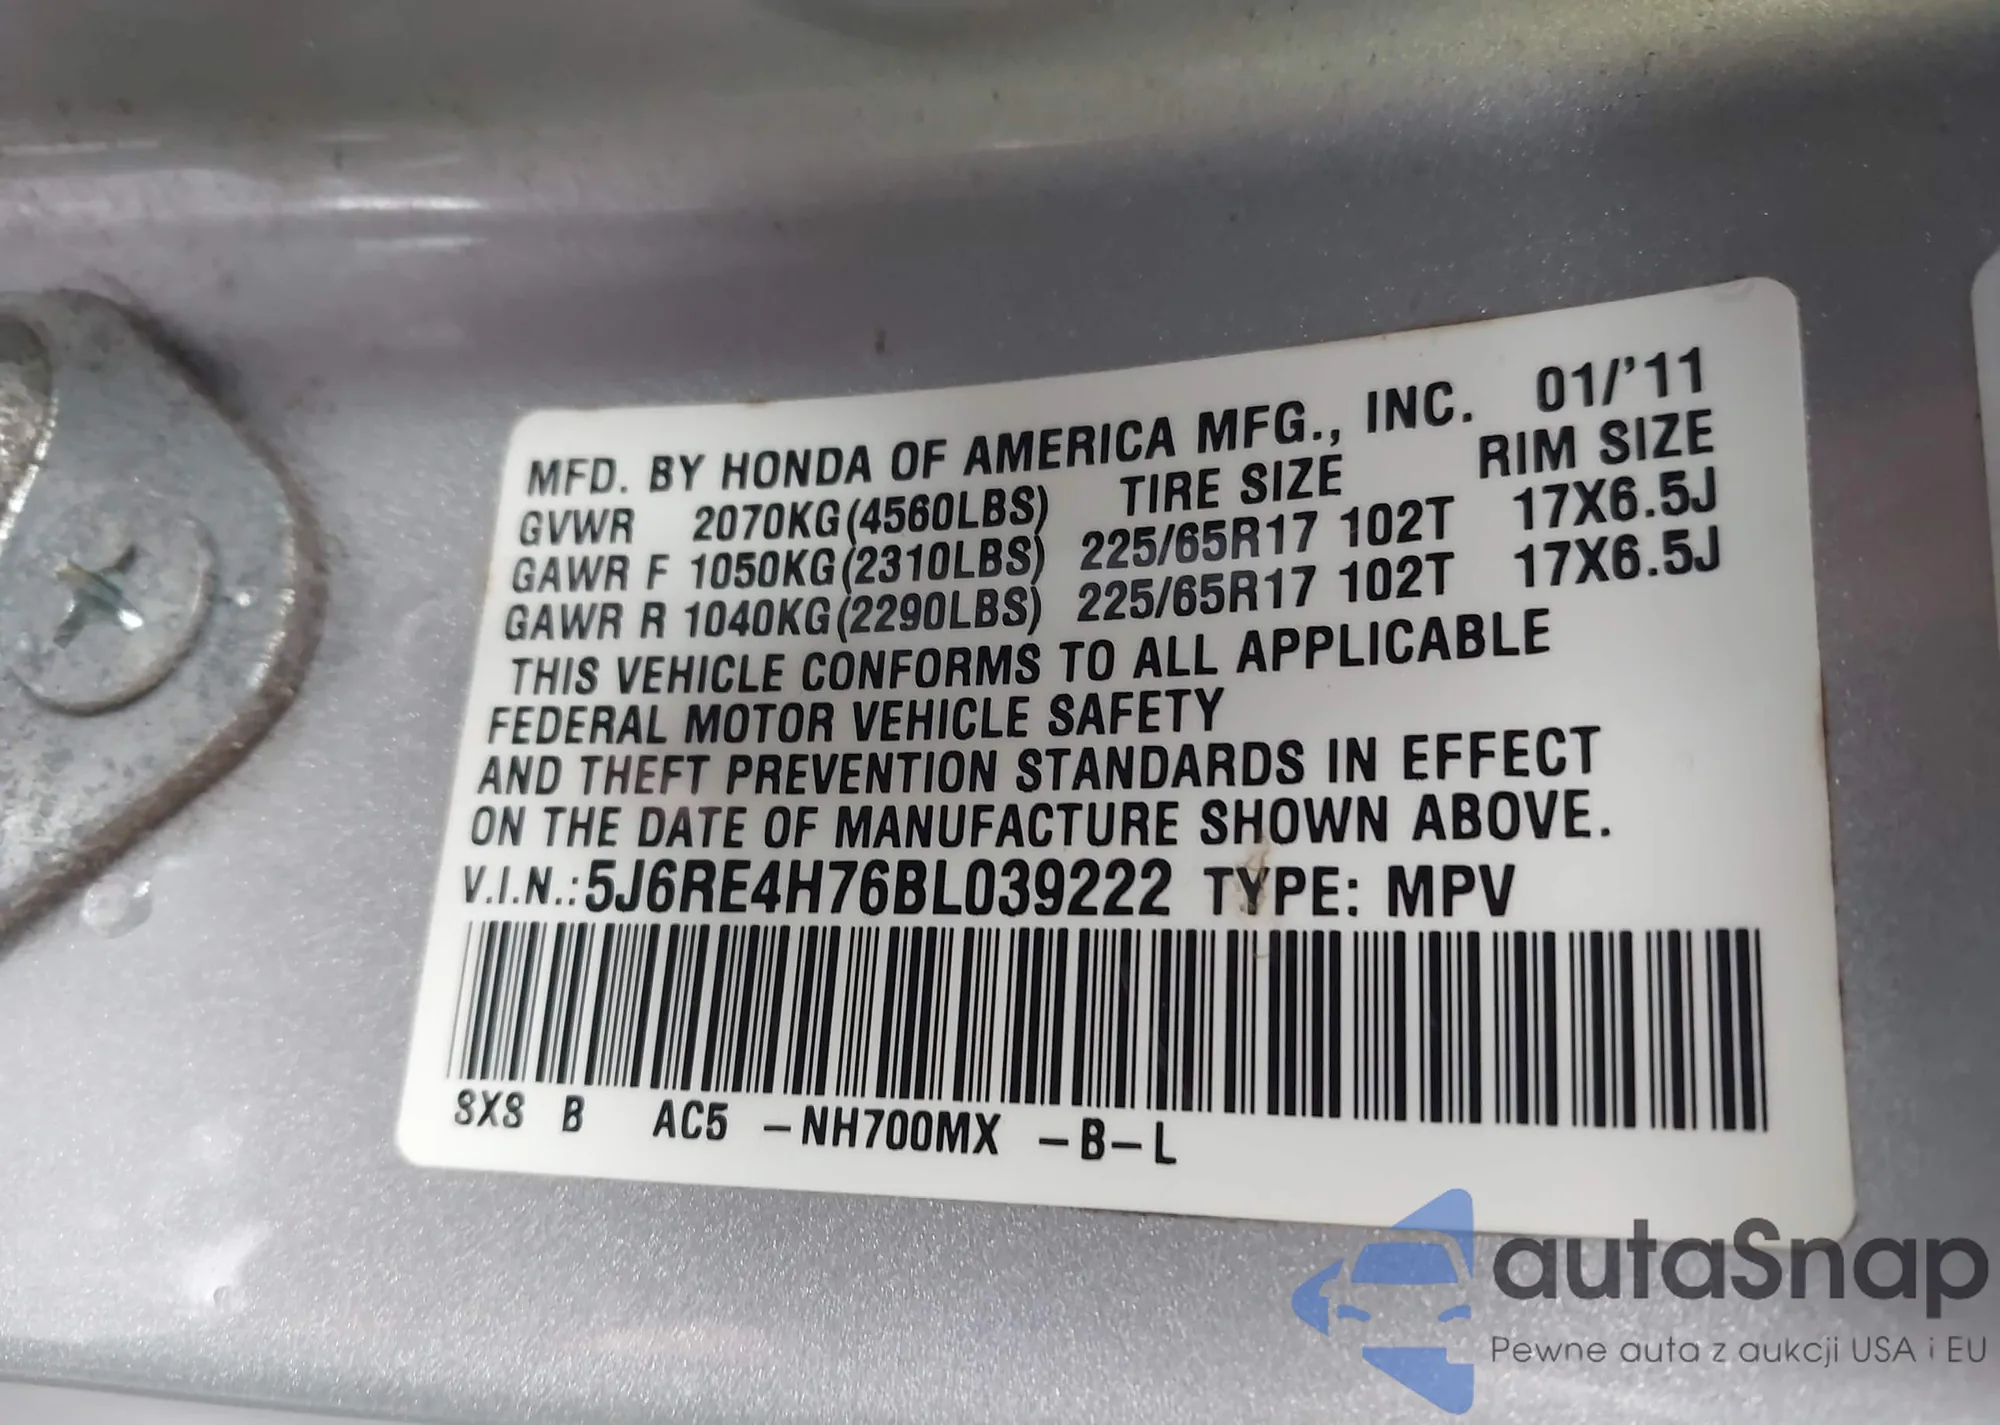 MFD. BY HONDA OF AMERICA MFG., INC. 01/'11
GVWR 2070KG(4560LBS) TIRE SIZE RIM SIZE
GAWR F 1050KG(2310LBS) 225/65R17 102T 17X6.5J
GAWR R 1040KG(2290LBS) 225/65R17 102T 17X6.5J
THIS VEHICLE CONFORMS TO ALL APPLICABLE
FEDERAL MOTOR VEHICLE SAFETY
AND THEFT PREVENTION STANDARDS IN EFFECT
ON THE DATE OF MANUFACTURE SHOWN ABOVE.
V.I.N.:5J6RE4H76BL039222 TYPE: MPV
SXS B AC5 -NH700MX -B-L
autaSnap
Pewne auta z aukcji USA i EU